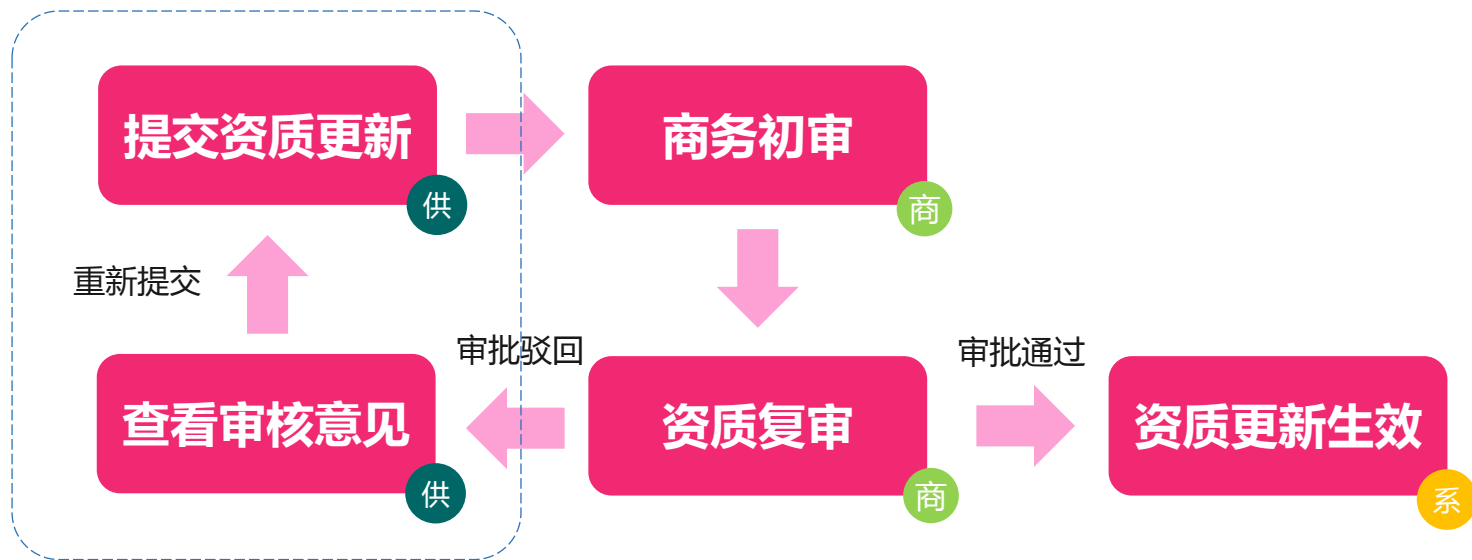 提交资质更新
供
商务初审
商
重新提交
审批驳回
审批通过
查看审核意见
供
资质复审
商
资质更新生效
系